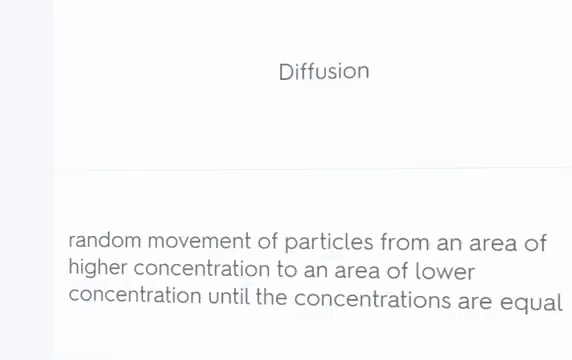 Diffusion
random movement of particles from an area of
higher concentration to an area of lower
concentration until the concentrations are equal